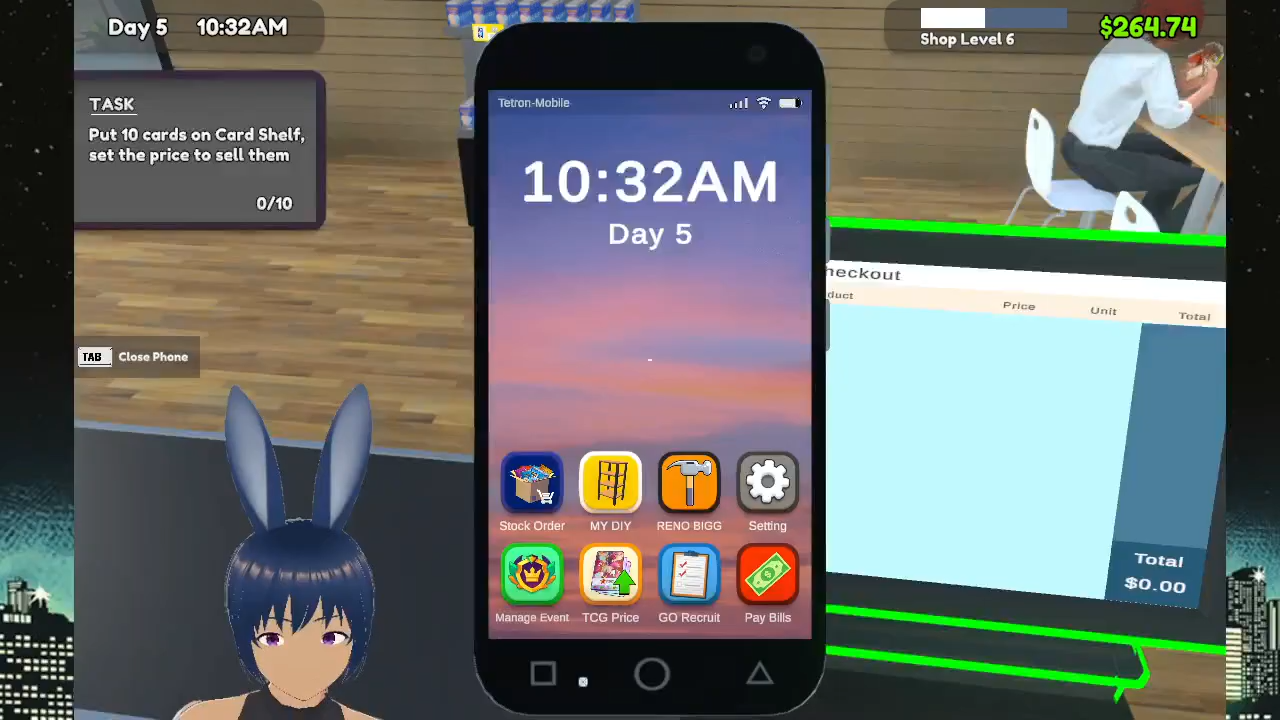 Day 5 10:32AM
Shop Level 6
$264.74
TASK
Put 10 cards on Card Shelf,
set the price to sell them
0/10
TAB Close Phone
Tetron-Mobile
10:32AM
Day 5
Stock Order MY DIY RENO BIGG Setting
Manage Event TCG Price GO Recruit Pay Bills
heckout
duct Price Unit Total
Total
$0.00